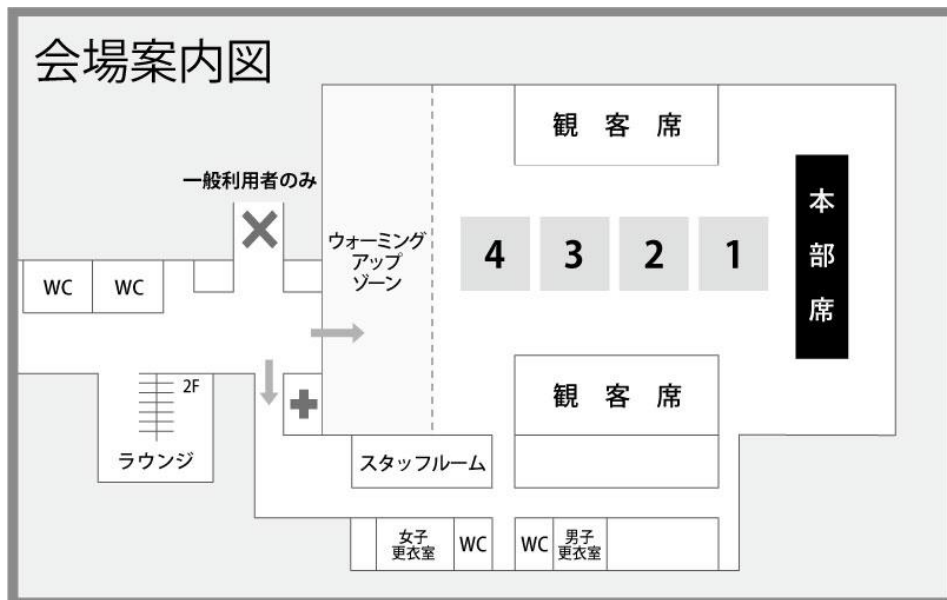 会場案内図
観客席
一般利用者のみ
本部席
ウォーミング
アップ
ゾーン
4
3
2
1
WC
WC
2F
観客席
ラウンジ
スタッフルーム
女子
更衣室
WC
WC
男子
更衣室